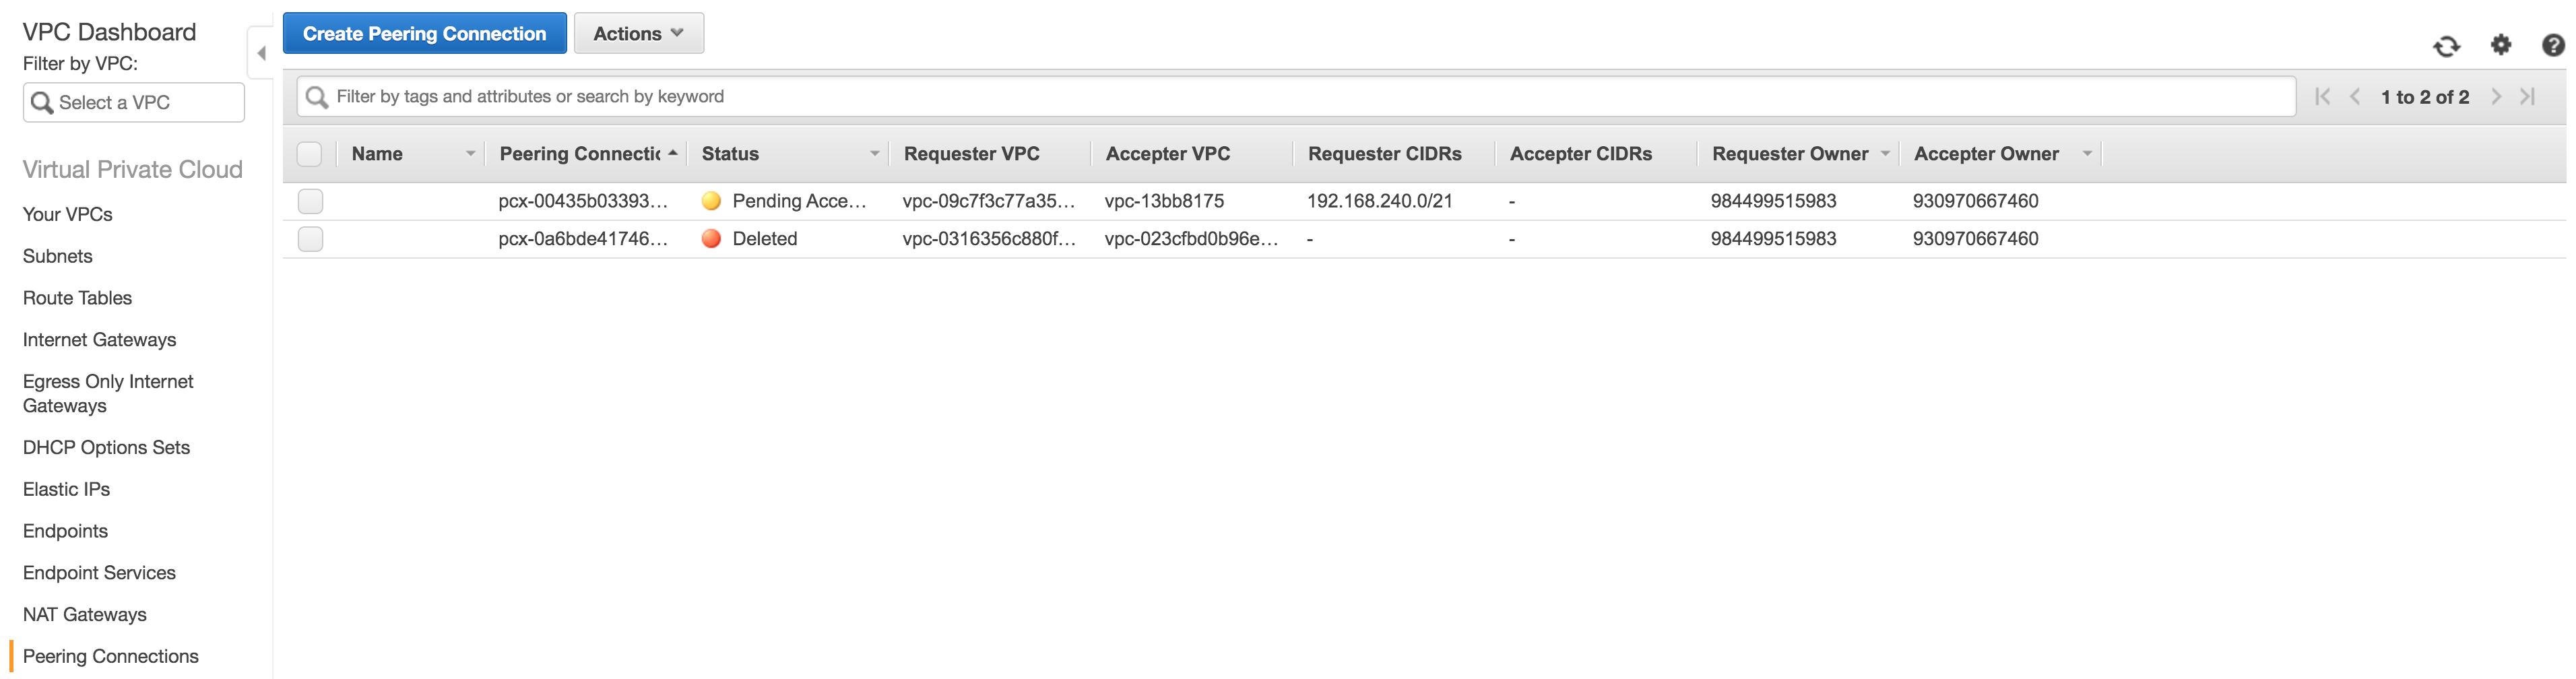 VPC Dashboard
Filter by VPC:
Select a VPC
Virtual Private Cloud
Your VPCs
Subnets
Route Tables
Internet Gateways
Egress Only Internet
Gateways
DHCP Options Sets
Elastic IPs
Endpoints
Endpoint Services
NAT Gateways
Peering Connections
Create Peering Connection Actions
Filter by tags and attributes or search by keyword 1 to 2 of 2
Name Peering Connectic Status Requester VPC Accepter VPC Requester CIDRs Accepter CIDRs Requester Owner Accepter Owner
pcx-00435b03393... Pending Acce... vpc-09c7f3c77a35... vpc-13bb8175 192.168.240.0/21 - 984499515983 930970667460
pcx-0a6bde41746... Deleted vpc-0316356c880f... vpc-023cfbd0b96e... - - 984499515983 930970667460